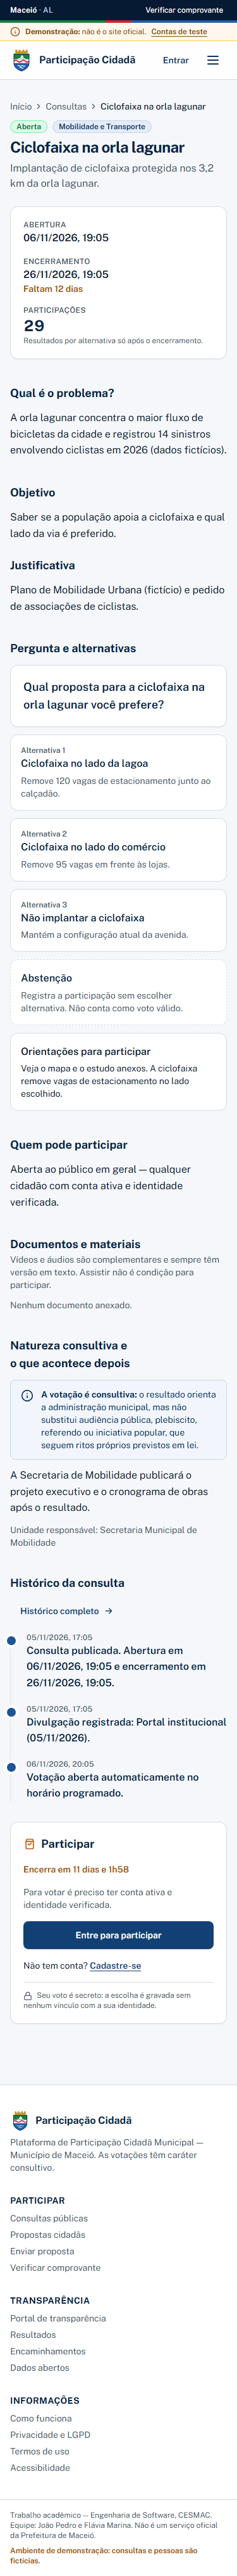 Maceió · AL
Verificar comprovante
Demonstração: não é o site oficial. Contas de teste
Participação Cidadã
Entrar
Início > Consultas > Ciclofaixa na orla lagunar
Aberta
Mobilidade e Transporte
Ciclofaixa na orla lagunar
Implantação de ciclofaixa protegida nos 3,2
km da orla lagunar.
ABERTURA
06/11/2026, 19:05
ENCERRAMENTO
26/11/2026, 19:05
Faltam 12 dias
PARTICIPAÇÕES
29
Resultados por alternativa só após o encerramento.
Qual é o problema?
A orla lagunar concentra o maior fluxo de
bicicletas da cidade e registrou 14 sinistros
envolvendo ciclistas em 2026 (dados fictícios).
Objetivo
Saber se a população apoia a ciclofaixa e qual
lado da via é preferido.
Justificativa
Plano de Mobilidade Urbana (fictício) e pedido
de associações de ciclistas.
Pergunta e alternativas
Qual proposta para a ciclofaixa na
orla lagunar você prefere?
Alternativa 1
Ciclofaixa no lado da lagoa
Remove 120 vagas de estacionamento junto ao
calçadão.
Alternativa 2
Ciclofaixa no lado do comércio
Remove 95 vagas em frente às lojas.
Alternativa 3
Não implantar a ciclofaixa
Mantém a configuração atual da avenida.
Abstenção
Registra a participação sem escolher
alternativa. Não conta como voto válido.
Orientações para participar
Veja o mapa e o estudo anexos. A ciclofaixa
remove vagas de estacionamento no lado
escolhido.
Quem pode participar
Aberta ao público em geral — qualquer
cidadão com conta ativa e identidade
verificada.
Documentos e materiais
Vídeos e áudios são complementares e sempre têm
versão em texto. Assistir não é condição para
participar.
Nenhum documento anexado.
Natureza consultiva e
o que acontece depois
A votação é consultiva: o resultado orienta
a administração municipal, mas não
substitui audiência pública, plebiscito,
referendo ou iniciativa popular, que
seguem ritos próprios previstos em lei.
A Secretaria de Mobilidade publicará o
projeto executivo e o cronograma de obras
após o resultado.
Unidade responsável: Secretaria Municipal de
Mobilidade
Histórico da consulta
Histórico completo →
05/11/2026, 17:05
Consulta publicada. Abertura em
06/11/2026, 19:05 e encerramento em
26/11/2026, 19:05.
05/11/2026, 17:05
Divulgação registrada: Portal institucional
(05/11/2026).
06/11/2026, 20:05
Votação aberta automaticamente no
horário programado.
Participar
Encerra em 11 dias e 1h58
Para votar é preciso ter conta ativa e
identidade verificada.
Entre para participar
Não tem conta? Cadastre-se
Seu voto é secreto: a escolha é gravada sem
nenhum vínculo com a sua identidade.
Participação Cidadã
Plataforma de Participação Cidadã Municipal —
Município de Maceió. As votações têm caráter
consultivo.
PARTICIPAR
Consultas públicas
Propostas cidadãs
Enviar proposta
Verificar comprovante
TRANSPARÊNCIA
Portal de transparência
Resultados
Encaminhamentos
Dados abertos
INFORMAÇÕES
Como funciona
Privacidade e LGPD
Termos de uso
Acessibilidade
Trabalho acadêmico — Engenharia de Software, CESMAC.
Equipe: João Pedro e Flávia Marina. Não é um serviço oficial
da Prefeitura de Maceió.
Ambiente de demonstração: consultas e pessoas são
fictícias.